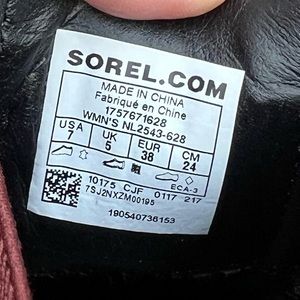 SOREL.COM
MADE IN CHINA
Fabriqué en Chine
1757671628
WMN'S NL2543-628
USA UK EUR CM
7 5 38 24
ECA-3
10175 CJF 0117 217
7SJ2NXZM00195
190540736153